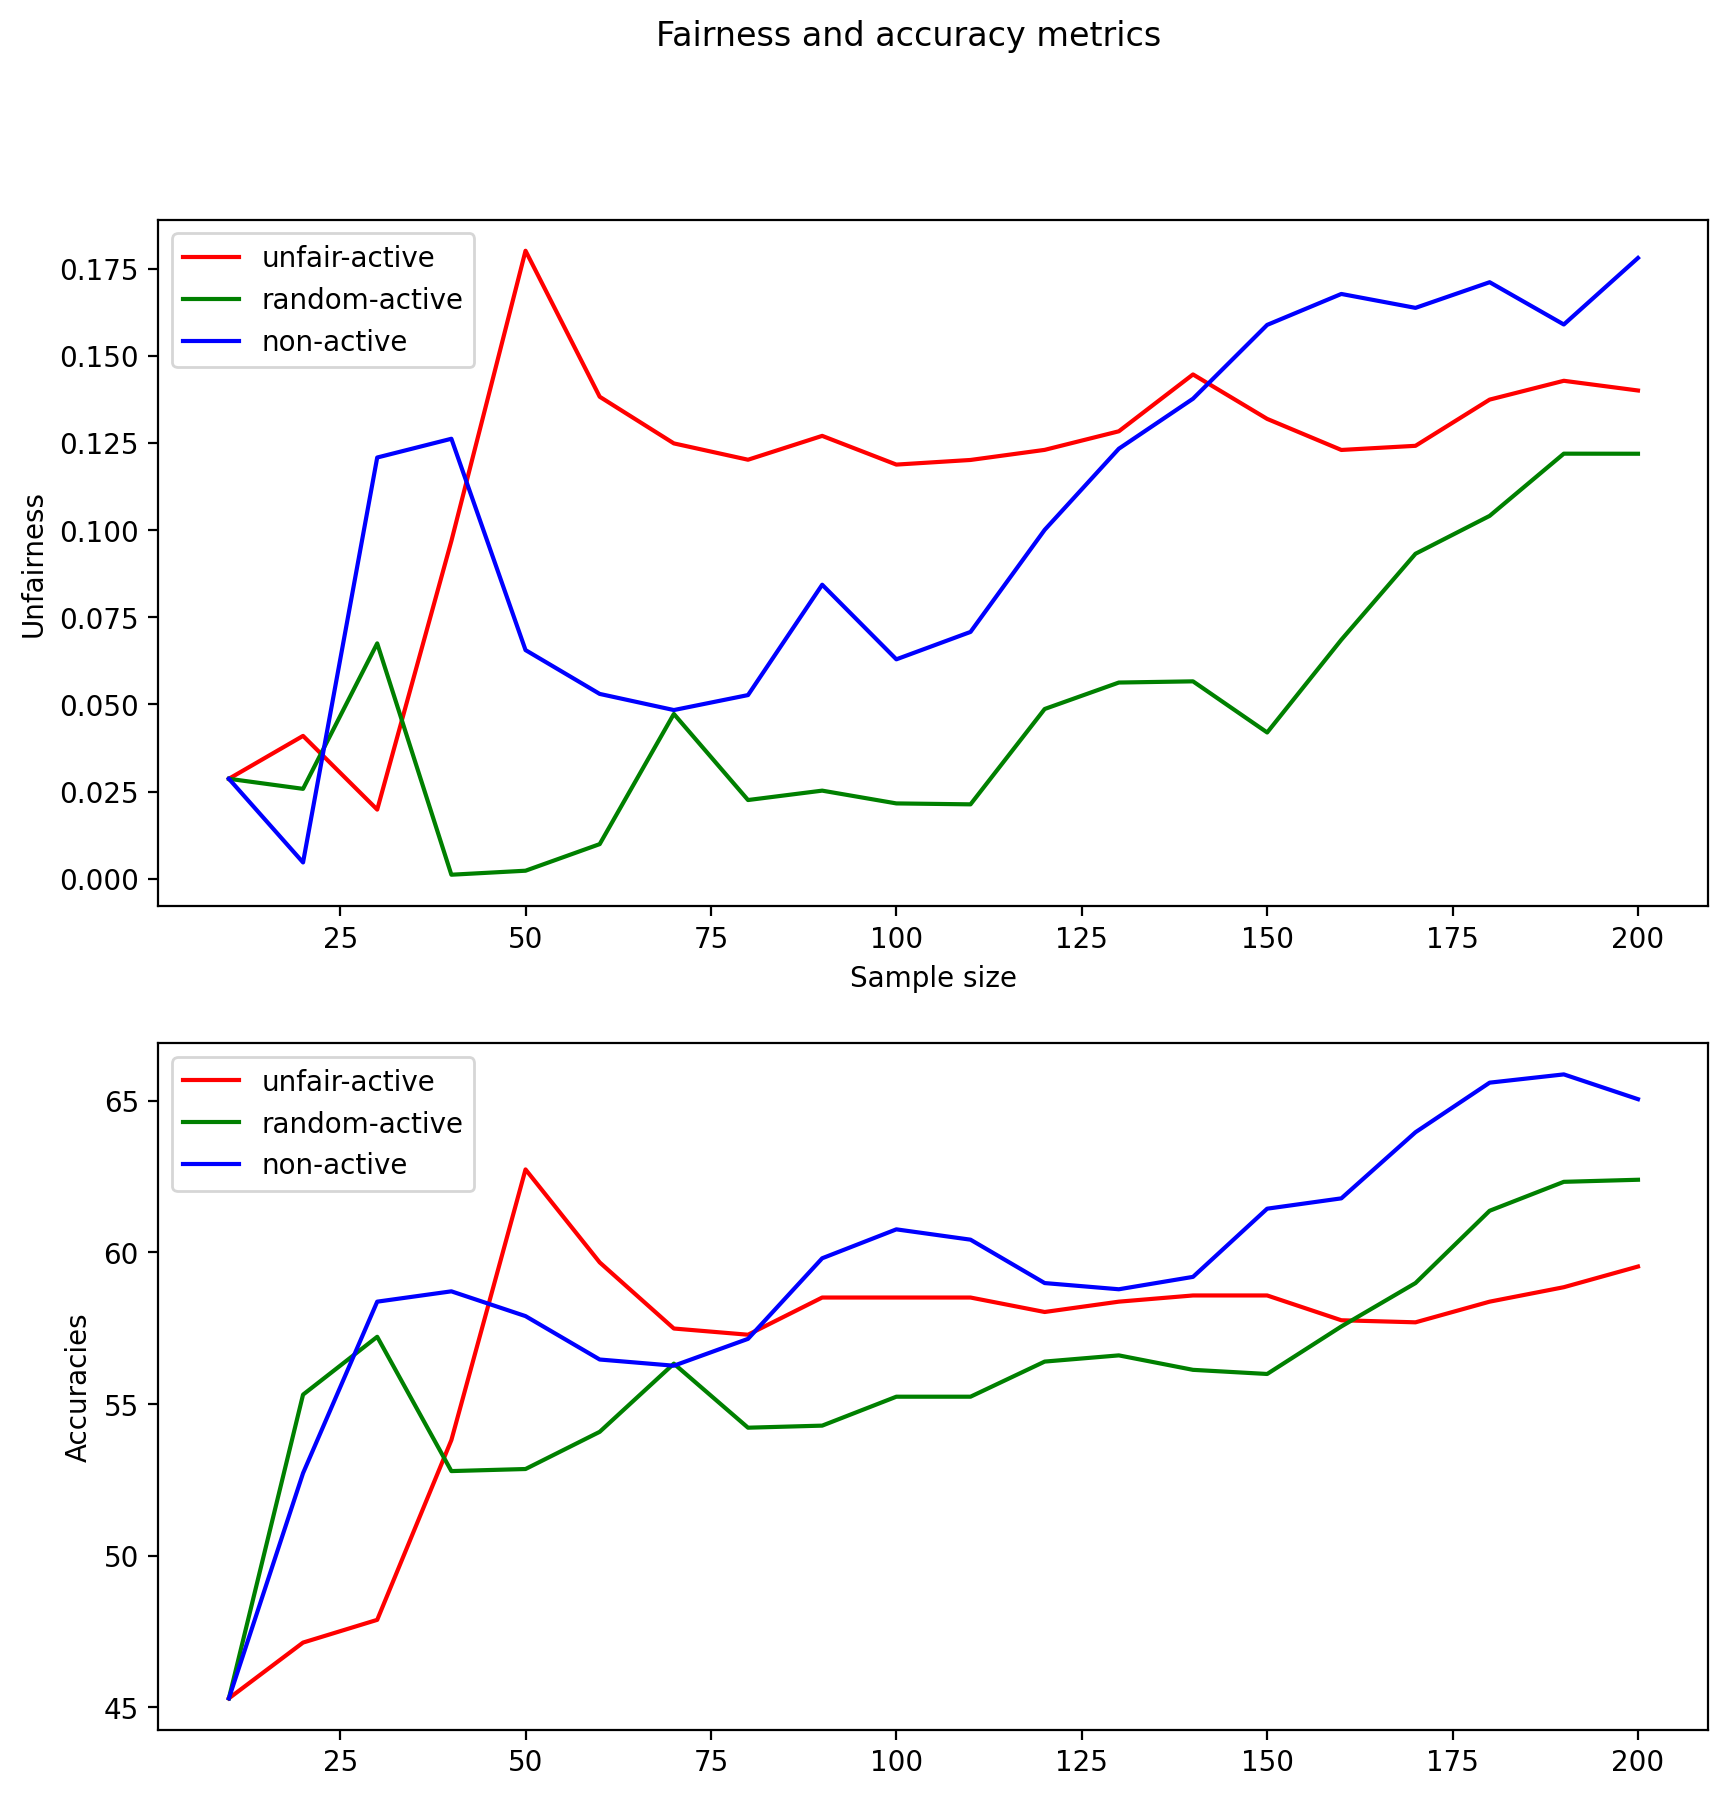 Fairness and accuracy metrics
unfair-active
random-active
non-active
0.175
0.150
0.125
0.100
0.075
0.050
0.025
0.000
Unfairness
25 50 75 100 125 150 175 200
Sample size
unfair-active
random-active
non-active
65
60
55
50
45
Accuracies
25 50 75 100 125 150 175 200